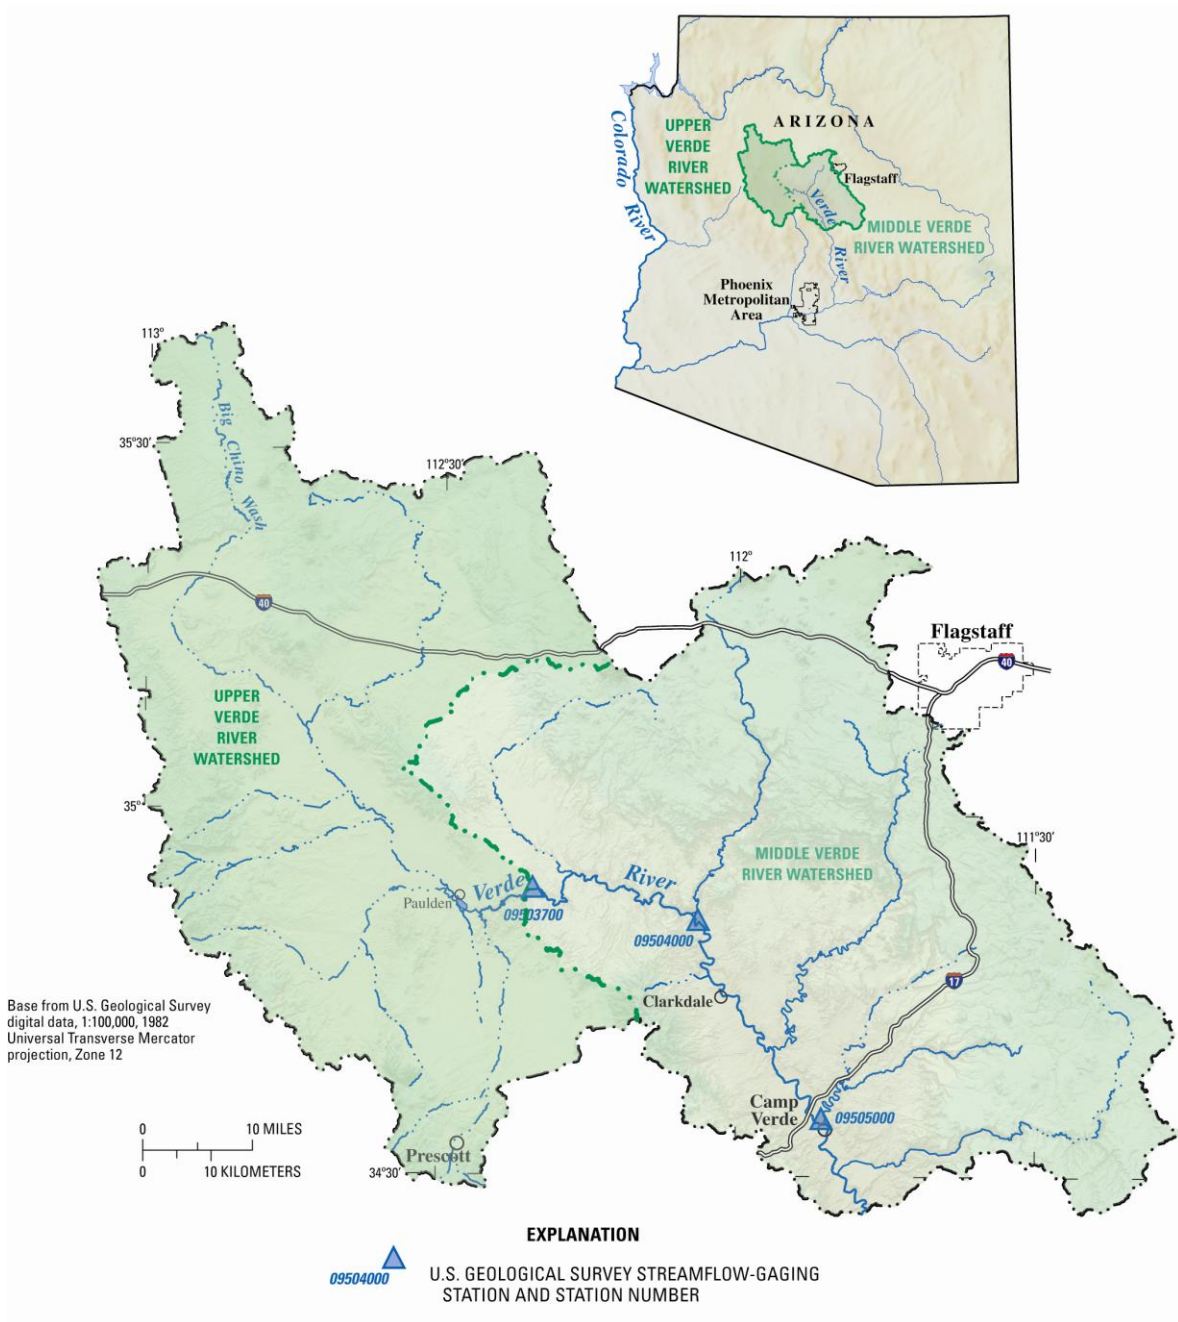 ARIZONA
UPPER
VERDE
RIVER
WATERSHED
Colorado River
Flagstaff
Verde
River
MIDDLE VERDE
RIVER WATERSHED
Phoenix
Metropolitan
Area
113°
35°30'
Big Chino Wash
112°30'
112°
40
Flagstaff
40
UPPER
VERDE
RIVER
WATERSHED
35°
111°30'
MIDDLE VERDE
RIVER WATERSHED
Verde River
Paulden
09503700
09504000
17
Clarkdale
Base from U.S. Geological Survey
digital data, 1:100,000, 1982
Universal Transverse Mercator
projection, Zone 12
Camp
Verde
09505000
0 10 MILES
0 10 KILOMETERS
Prescott
34°30'
EXPLANATION
09504000
U.S. GEOLOGICAL SURVEY STREAMFLOW-GAGING
STATION AND STATION NUMBER